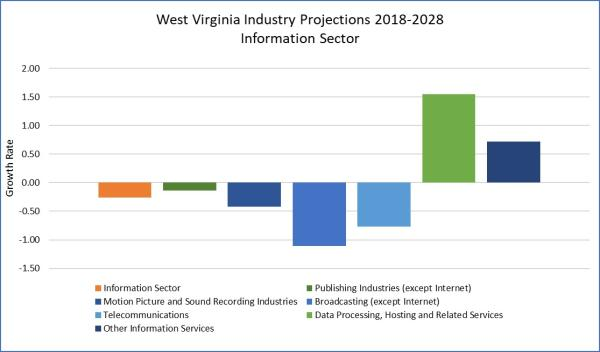 West Virginia Industry Projections 2018-2028
Information Sector
2.00
1.50
1.00
0.50
0.00
-0.50
-1.00
-1.50
Growth Rate
Information Sector
Publishing Industries (except Internet)
Motion Picture and Sound Recording Industries
Broadcasting (except Internet)
Telecommunications
Data Processing, Hosting and Related Services
Other Information Services